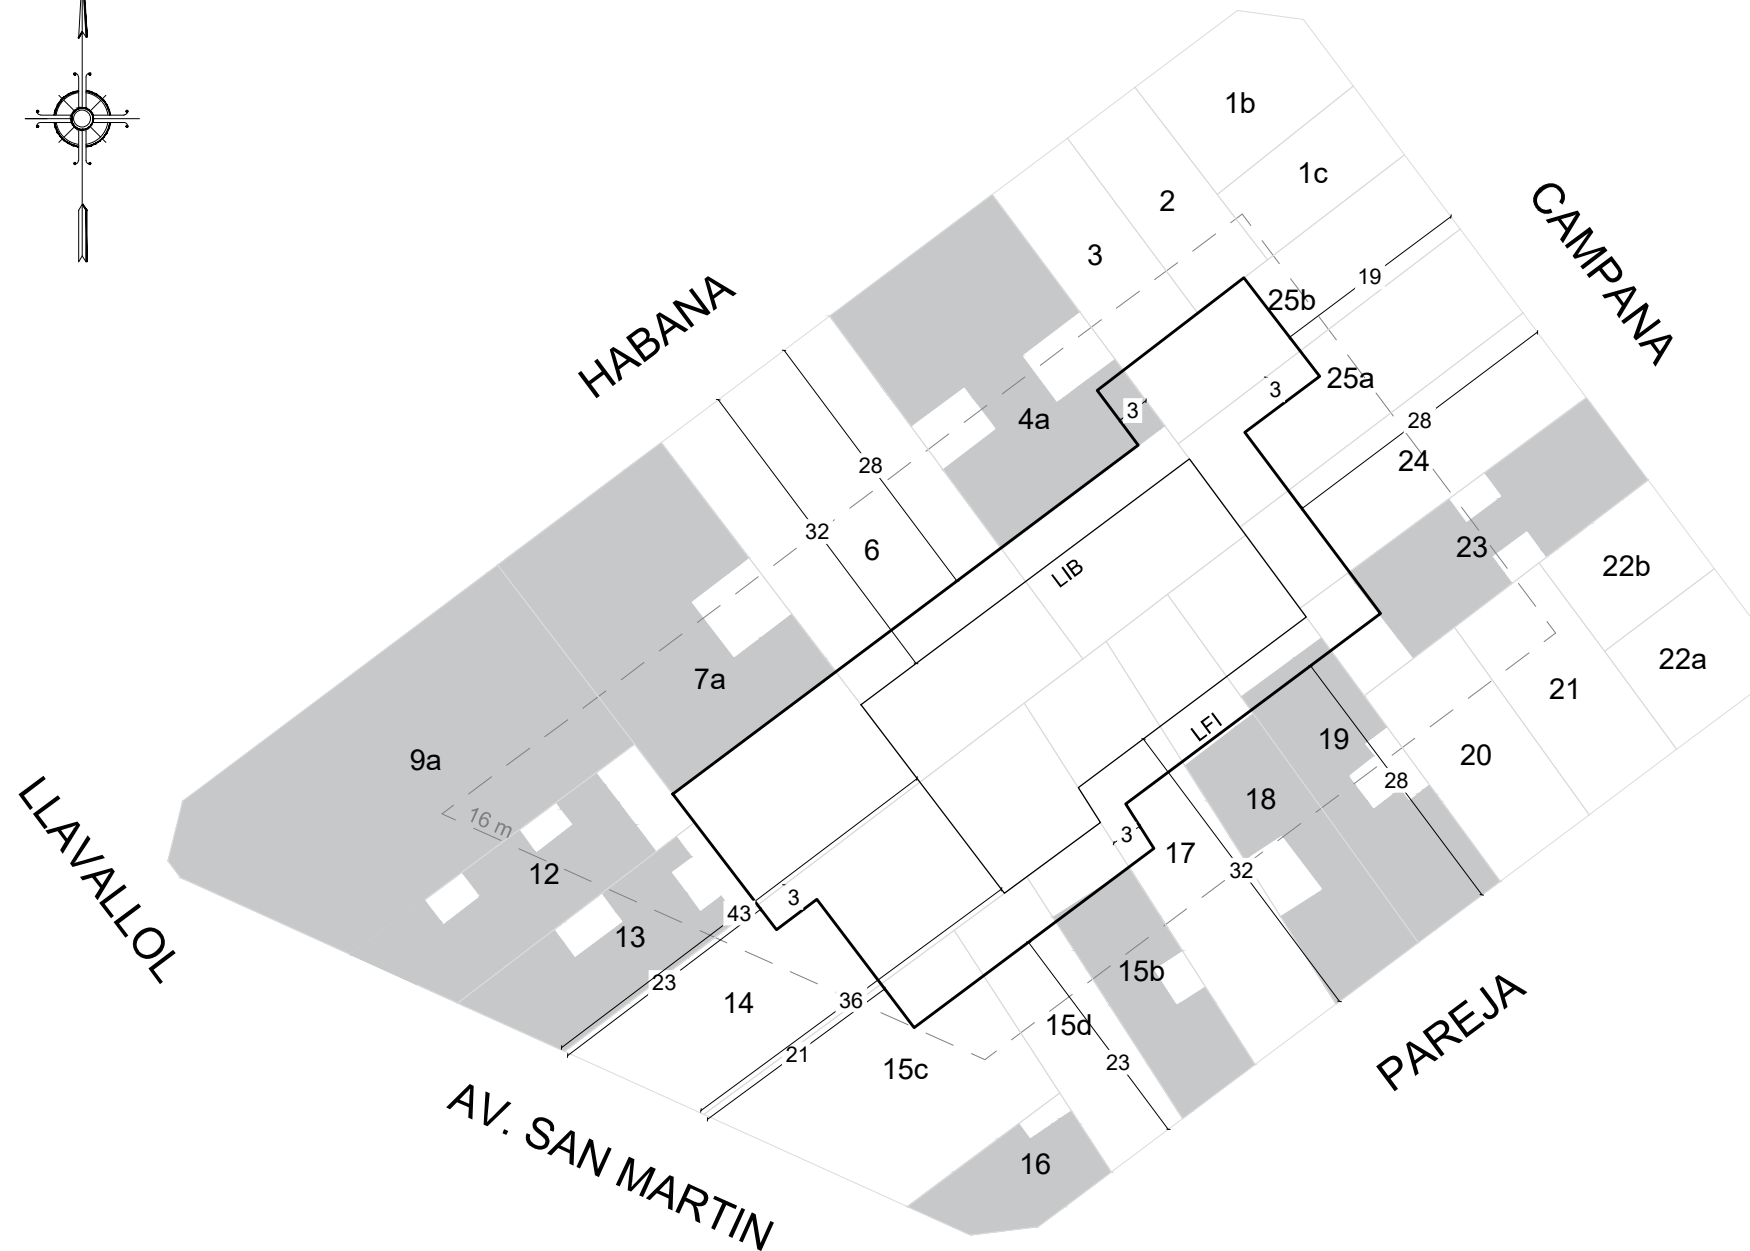 1b
1c
2
CAMPANA
3
HABANA
19
25b
25a
3
4a
3
28
24
28
32
6
LIB
23
22b
22a
7a
21
LFI
19
20
9a
28
18
16 m
17
3
32
12
3
43
13
15b
23
14
36
15d
PAREJA
LLAVALLOL
21
15c
23
AV. SAN MARTIN
16